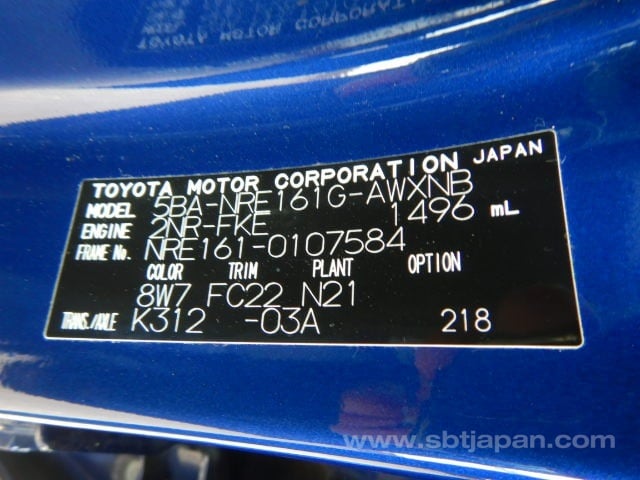 TOYOTA MOTOR CORPORATION JAPAN
MODEL 5BA-NRE161G-AWXNB
ENGINE 2NR-FKE 1496 mL
FRAME No. NRE161-0107584
COLOR TRIM PLANT OPTION
8W7 FC22 N21
TRANS./AXLE K312 -03A 218
www.sbtjapan.com